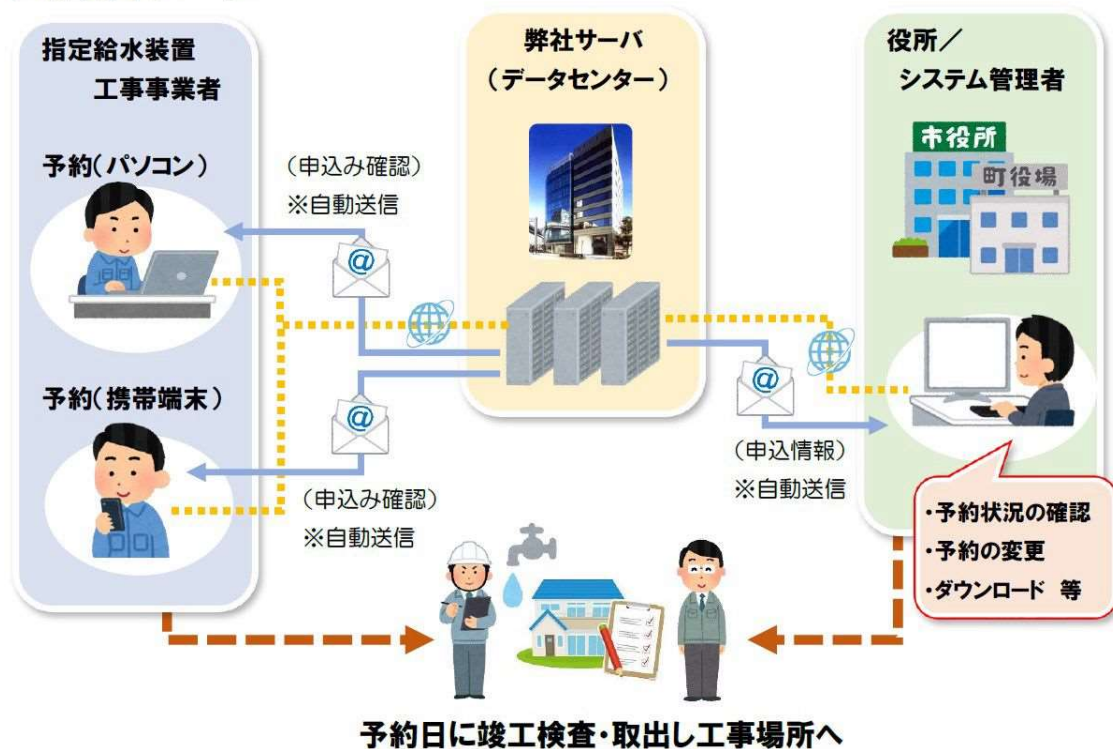 指定給水装置
工事事業者
予約(パソコン)
予約(携帯端末)
(申込み確認)
※自動送信
@
@
(申込み確認)
※自動送信
弊社サーバ
(データセンター)
@
(申込情報)
※自動送信
役所/
システム管理者
市役所
町役場
・予約状況の確認
・予約の変更
・ダウンロード 等
予約日に竣工検査・取出し工事場所へ